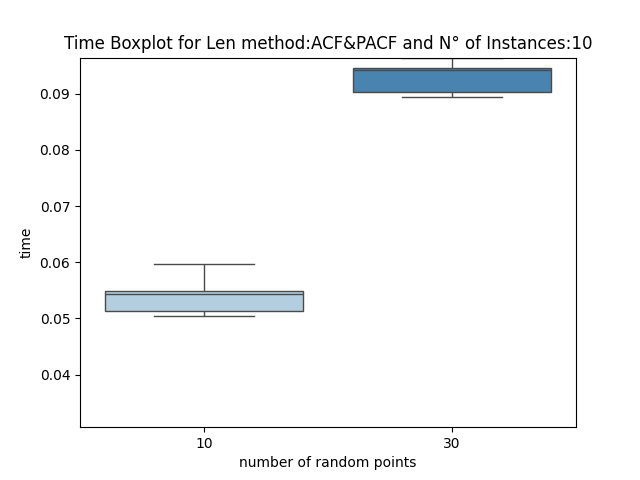 Time Boxplot for Len method:ACF&PACF and N° of Instances:10
0.09
0.08
0.07
0.06
0.05
0.04
time
10 30
number of random points